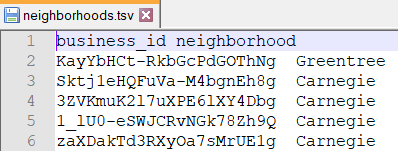 neighborhoods.tsv
1 business_id neighborhood
2 KayYbHCt-RkbGcPdGOThNg Greentree
3 Sktj1eHQFuVa-M4bgnEh8g Carnegie
4 3ZVKmuK2l7uXPE6lXY4Dbg Carnegie
5 1_lU0-eSWJCRvNGk78Zh9Q Carnegie
6 zaXDakTd3RXyOa7sMrUE1g Carnegie